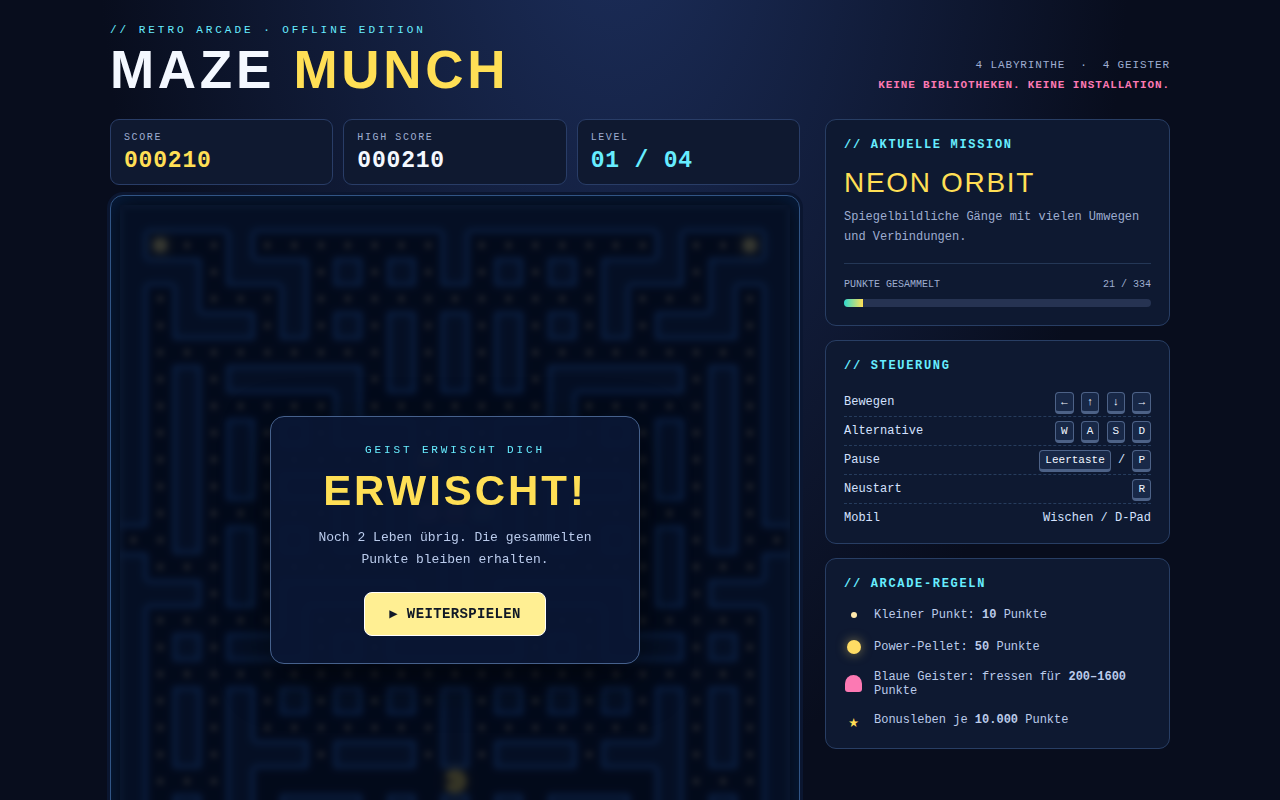 // RETRO ARCADE · OFFLINE EDITION
MAZE MUNCH
4 LABYRINTHE · 4 GEISTER
KEINE BIBLIOTHEKEN. KEINE INSTALLATION.
SCORE
000210
HIGH SCORE
000210
LEVEL
01 / 04
GEIST ERWISCHT DICH
ERWISCHT!
Noch 2 Leben übrig. Die gesammelten
Punkte bleiben erhalten.
▶ WEITERSPIELEN
// AKTUELLE MISSION
NEON ORBIT
Spiegelbildliche Gänge mit vielen Umwegen
und Verbindungen.
PUNKTE GESAMMELT 21 / 334
// STEUERUNG
Bewegen ← ↑ ↓ →
Alternative W A S D
Pause Leertaste / P
Neustart R
Mobil Wischen / D-Pad
// ARCADE-REGELN
Kleiner Punkt: 10 Punkte
Power-Pellet: 50 Punkte
Blaue Geister: fressen für 200–1600
Punkte
★ Bonusleben je 10.000 Punkte